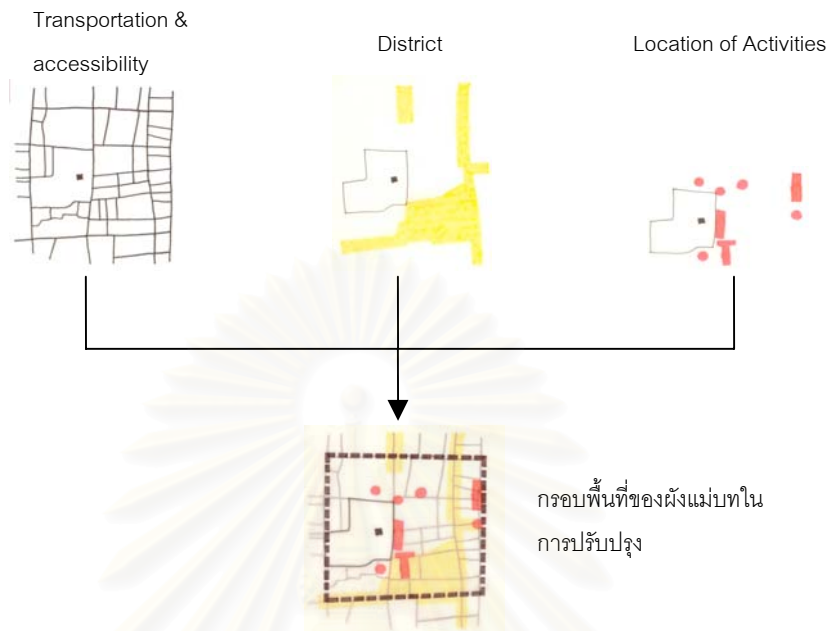 Transportation &
accessibility
District
Location of Activities
กรอบพื้นที่ของผังแม่บทใน
การปรับปรุง